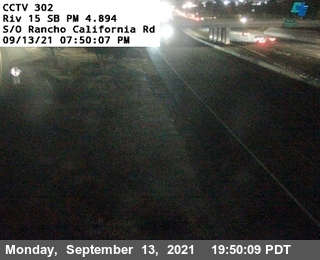 CCTV 302
Riv 15 SB PM 4.894
S/O Rancho California Rd
09/13/21 07:50:07 PM
Monday, September 13, 2021 19:50:09 PDT